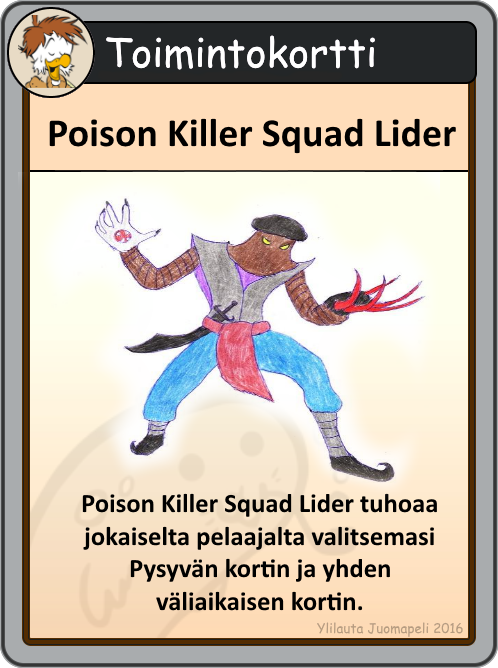 Toimintokortti
Poison Killer Squad Lider
Poison Killer Squad Lider tuhoaa
jokaiselta pelaajalta valitsemasi
Pysyvän kortin ja yhden
väliaikaisen kortin.
Ylilauta Juomapeli 2016